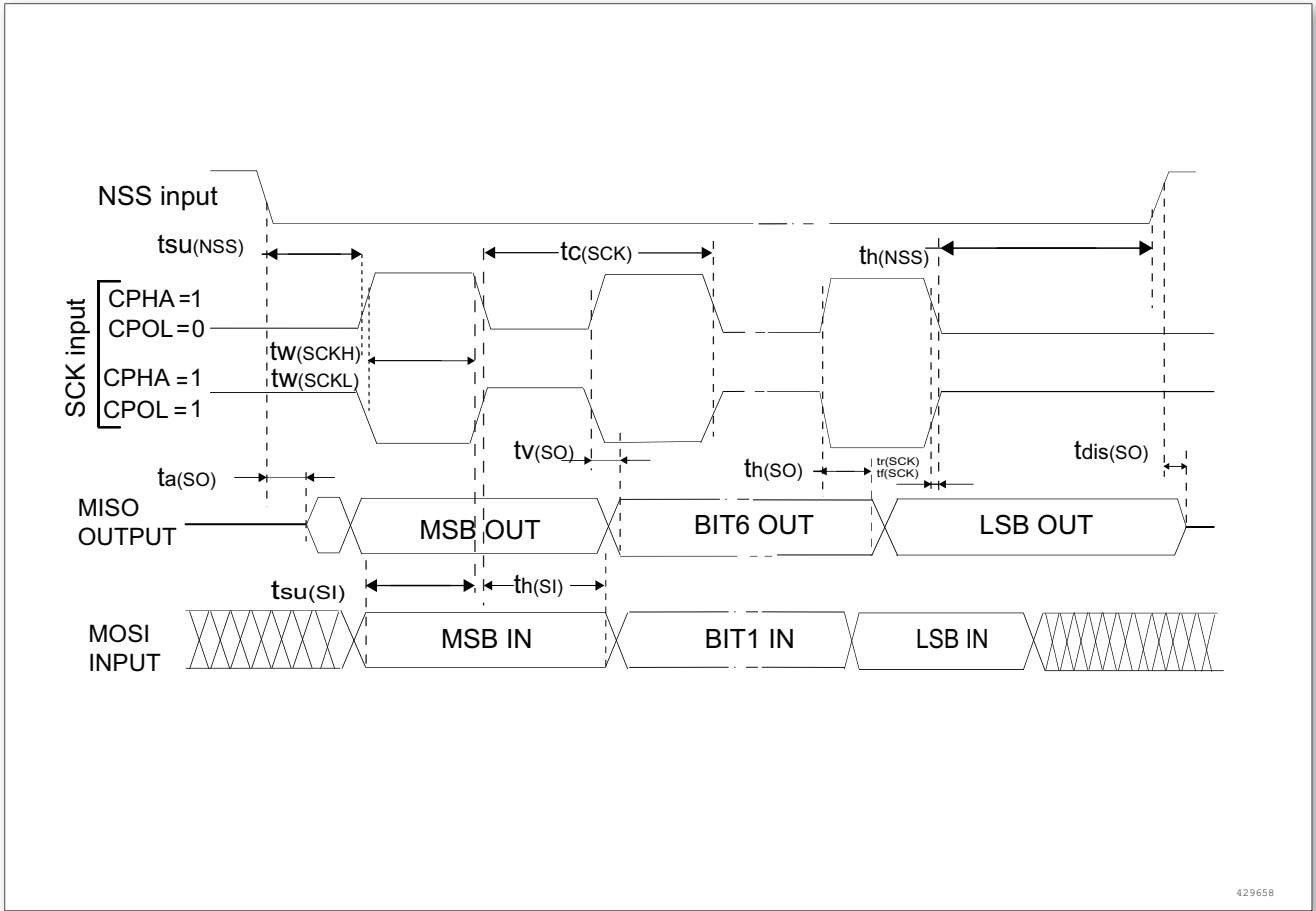 NSS input
tsu(NSS)
tc(SCK)
th(NSS)
SCK input
CPHA =1
CPOL=0
tw(SCKH)
CPHA =1
tw(SCKL)
CPOL =1
tv(SO)
ta(SO)
th(SO)
tr(SCK)
tf(SCK)
tdis(SO)
MISO
OUTPUT
MSB OUT
BIT6 OUT
LSB OUT
tsu(SI)
th(SI)
MOSI
INPUT
MSB IN
BIT1 IN
LSB IN
429658